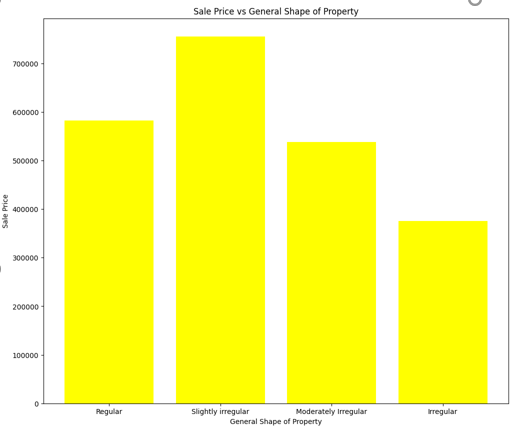 Sale Price vs General Shape of Property
700000
600000
500000
400000
300000
200000
100000
0
Sale Price
Regular Slightly irregular Moderately Irregular Irregular
General Shape of Property